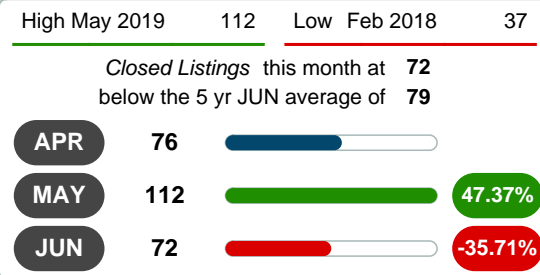 High May 2019 112 Low Feb 2018 37
Closed Listings this month at 72
below the 5 yr JUN average of 79
APR 76
MAY 112 47.37%
JUN 72 -35.71%